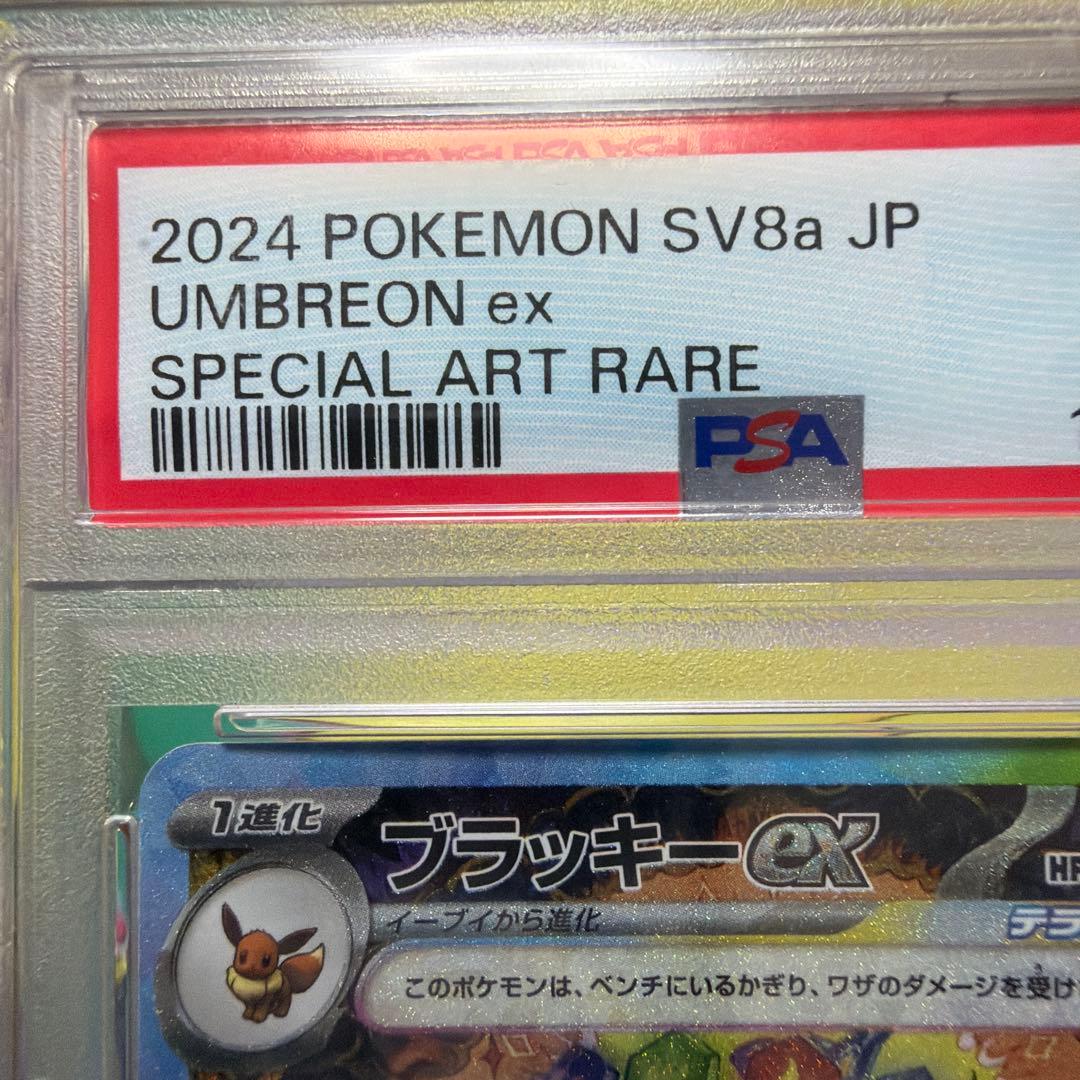 2024 POKEMON SV8a JP
UMBREON ex
SPECIAL ART RARE
PSA
1進化
ブラッキーex
イーブイから進化
このポケモンは、ベンチにいるかぎり、ワザのダメージを受け